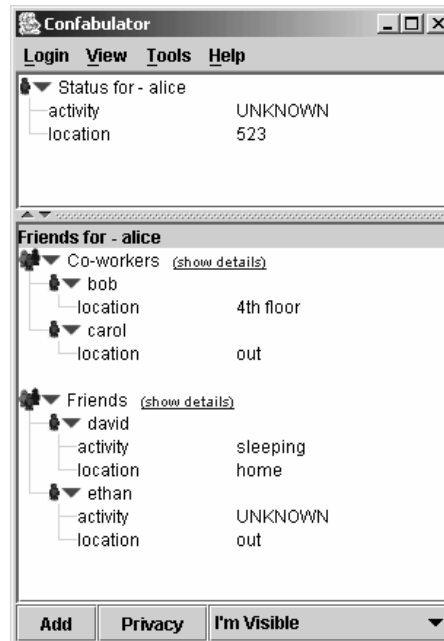 Confabulator
Login View Tools Help
Status for - alice
activity UNKNOWN
location 523
Friends for - alice
Co-workers (show details)
bob
location 4th floor
carol
location out
Friends (show details)
david
activity sleeping
location home
ethan
activity UNKNOWN
location out
Add Privacy I'm Visible